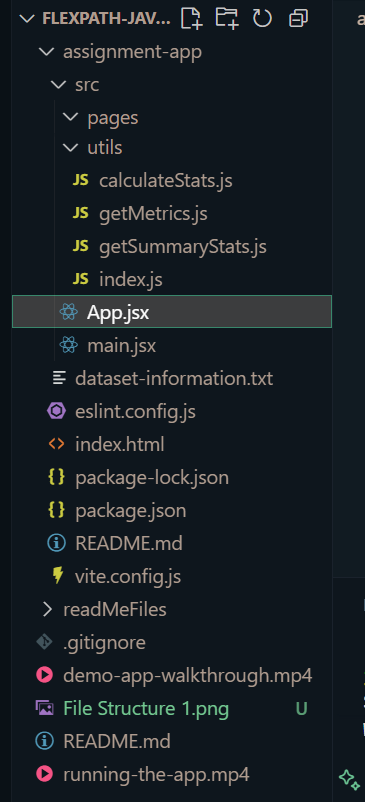 FLEXPATH-JAV...
assignment-app
src
pages
utils
JS calculateStats.js
JS getMetrics.js
JS getSummaryStats.js
JS index.js
App.jsx
main.jsx
dataset-information.txt
eslint.config.js
<> index.html
{} package-lock.json
{} package.json
README.md
vite.config.js
readMeFiles
.gitignore
demo-app-walkthrough.mp4
File Structure 1.png U
README.md
running-the-app.mp4